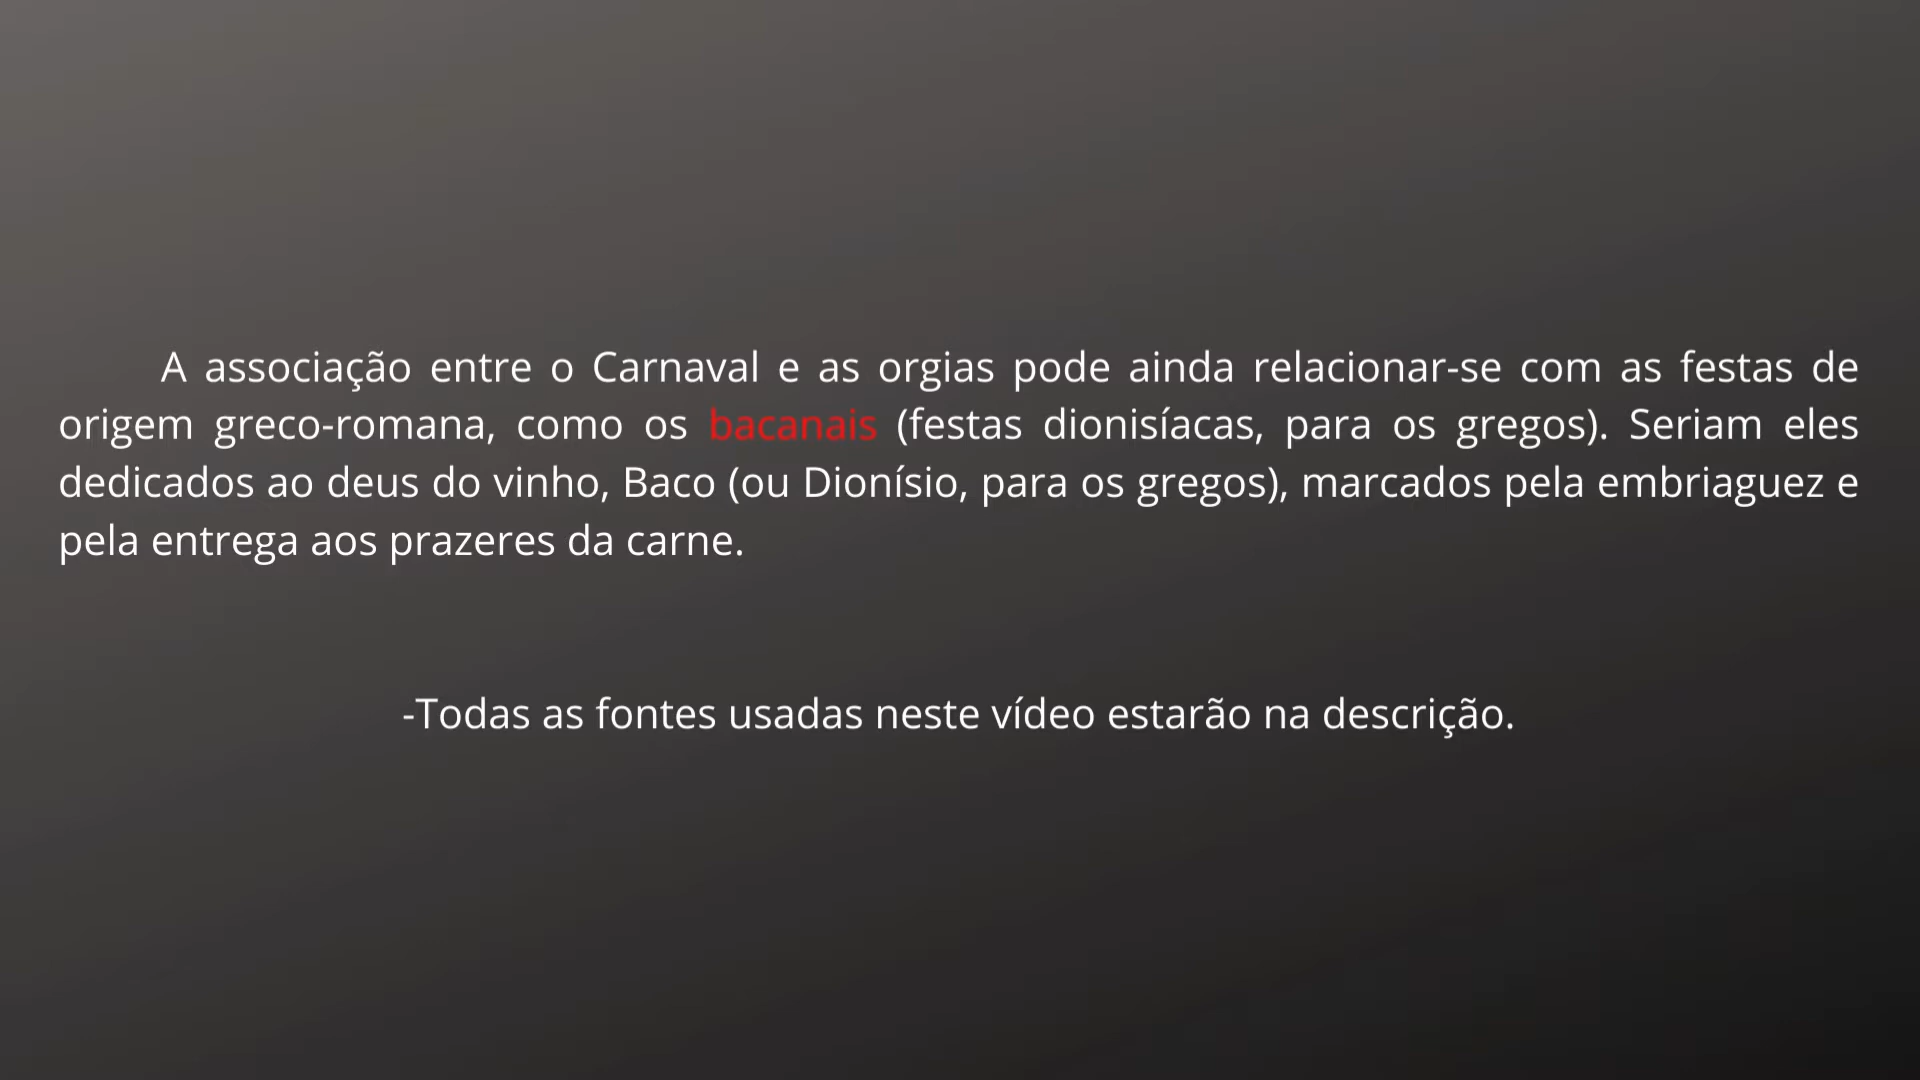 A associação entre o Carnaval e as orgias pode ainda relacionar-se com as festas de
origem greco-romana, como os bacanais (festas dionisíacas, para os gregos). Seriam eles
dedicados ao deus do vinho, Baco (ou Dionísio, para os gregos), marcados pela embriaguez e
pela entrega aos prazeres da carne.
-Todas as fontes usadas neste vídeo estarão na descrição.